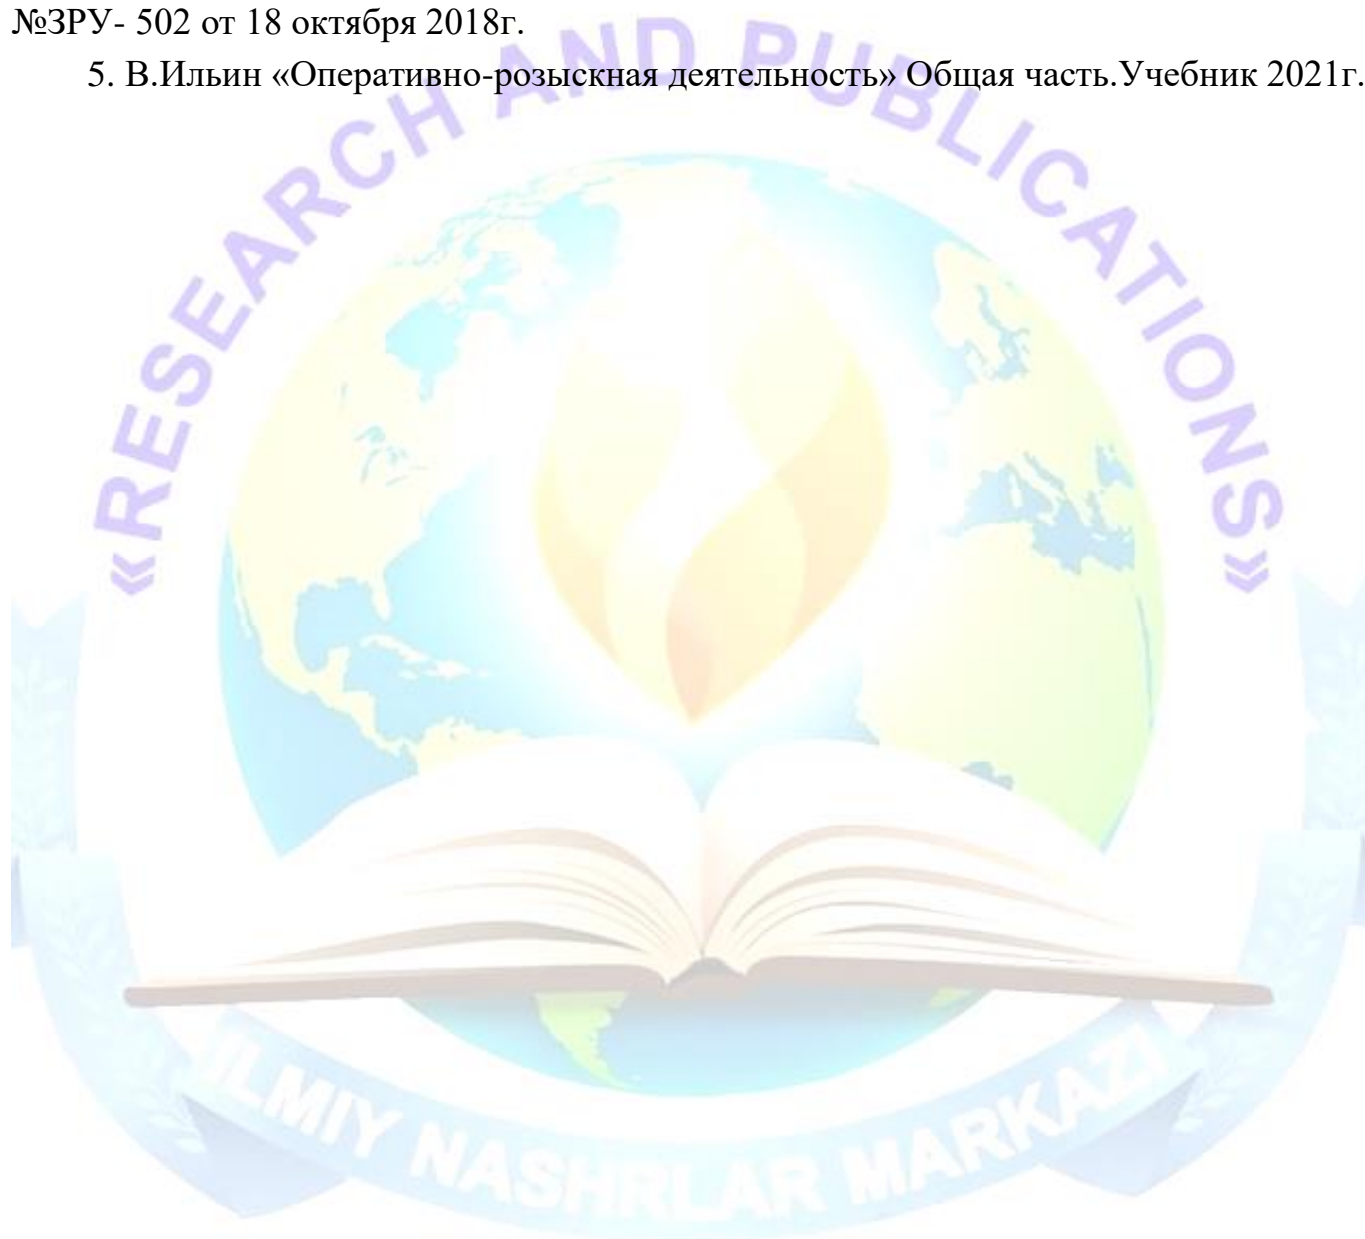 №ЗРУ- 502 от 18 октября 2018г.
5. В.Ильин «Оперативно-розыскная деятельность» Общая часть.Учебник 2021г.
«RESEARCH AND PUBLICATIONS»
ILMIY NASHRLAR MARKAZI